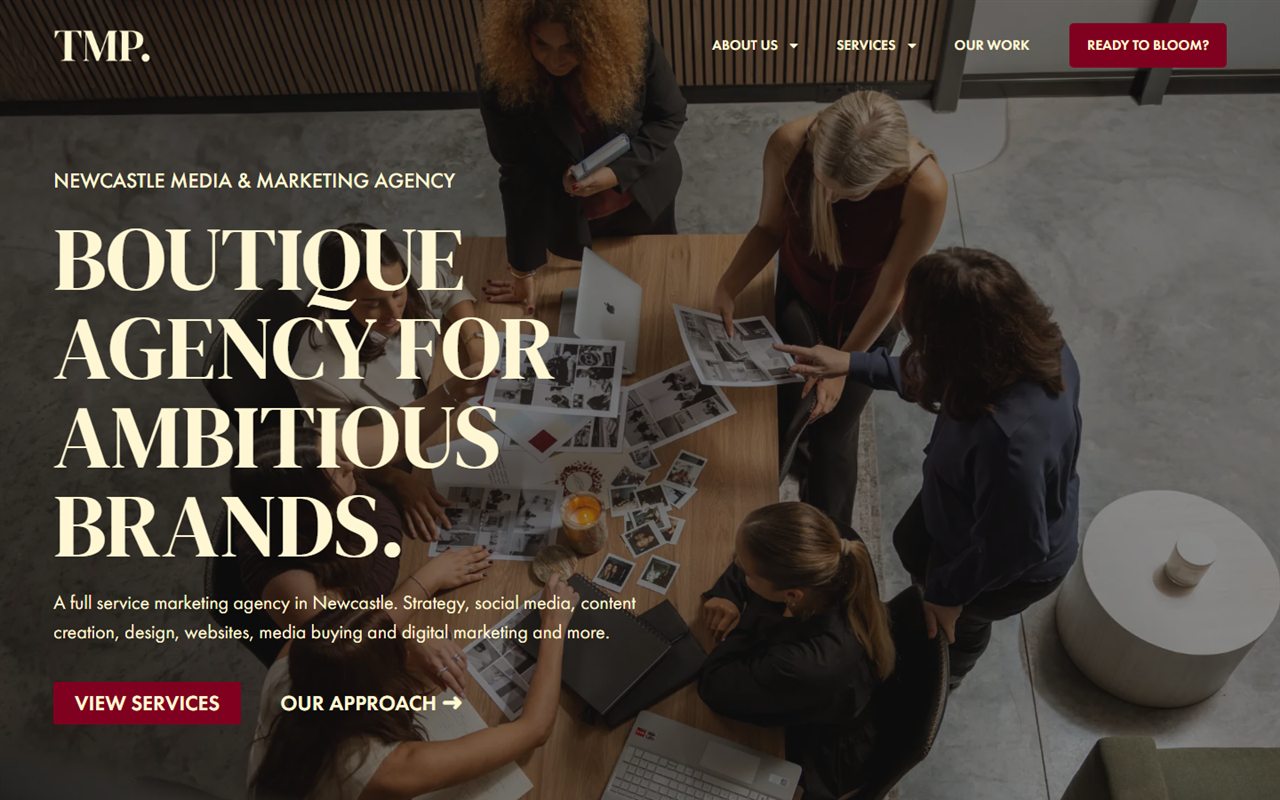 TMP.
ABOUT US
SERVICES
OUR WORK
READY TO BLOOM?
NEWCASTLE MEDIA & MARKETING AGENCY
BOUTIQUE
AGENCY FOR
AMBITIOUS
BRANDS.
A full service marketing agency in Newcastle. Strategy, social media, content
creation, design, websites, media buying and digital marketing and more.
VIEW SERVICES
OUR APPROACH ➜